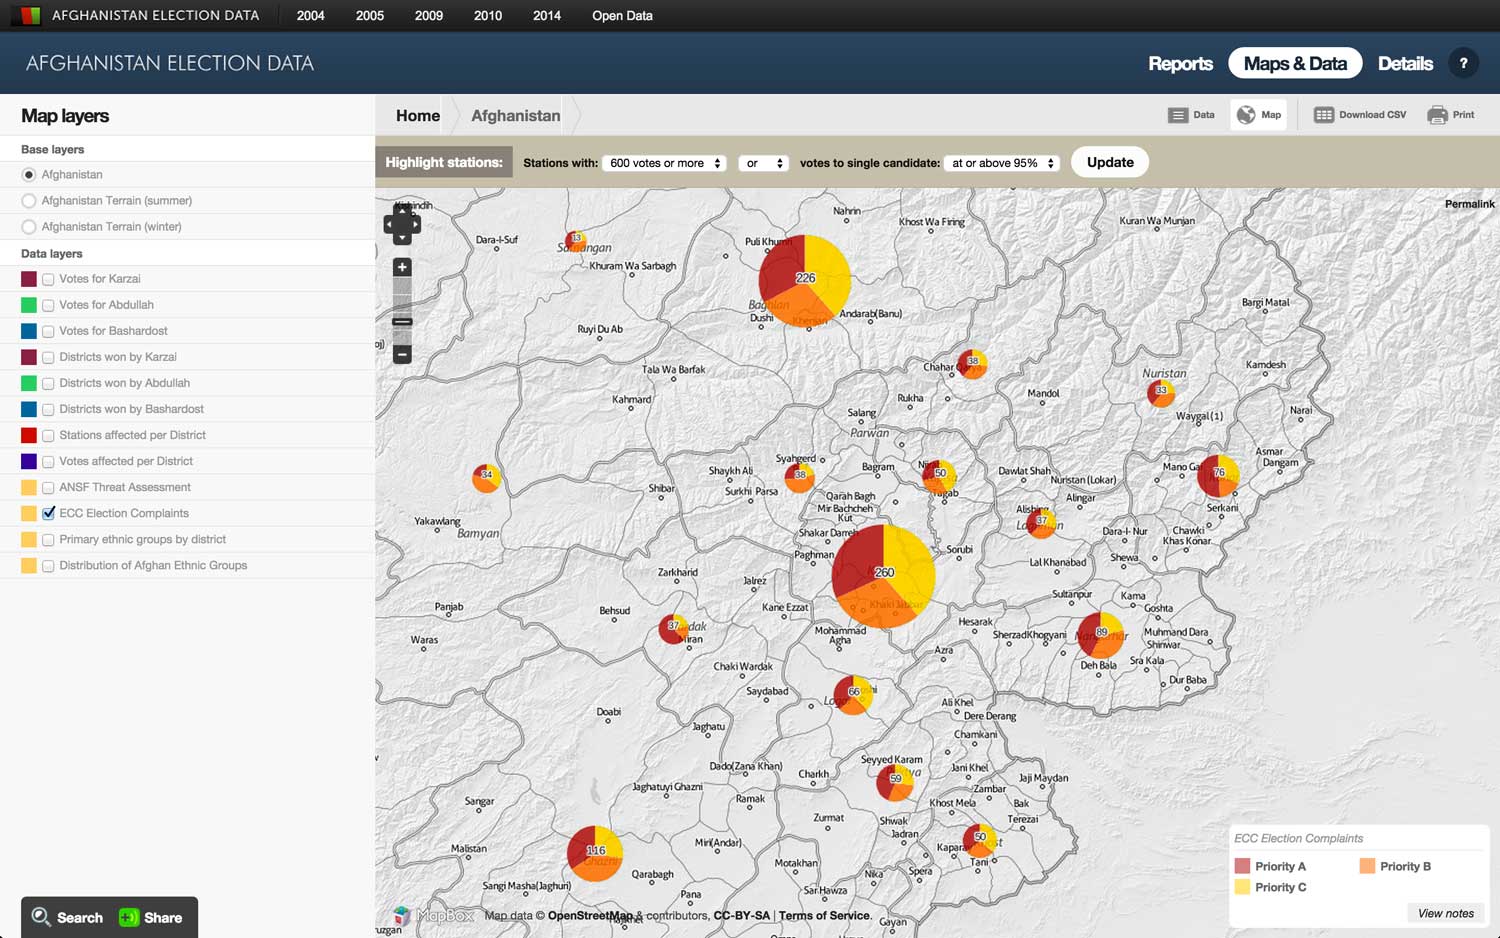 AFGHANISTAN ELECTION DATA 2004 2005 2009 2010 2014 Open Data
AFGHANISTAN ELECTION DATA Reports Maps & Data Details ?
Map layers
Base layers
Afghanistan
Afghanistan Terrain (summer)
Afghanistan Terrain (winter)
Data layers
Votes for Karzai
Votes for Abdullah
Votes for Bashardost
Districts won by Karzai
Districts won by Abdullah
Districts won by Bashardost
Stations affected per District
Votes affected per District
ANSF Threat Assessment
ECC Election Complaints
Primary ethnic groups by district
Distribution of Afghan Ethnic Groups
Search Share
Home Afghanistan Data Map Download CSV Print
Highlight stations: Stations with: 600 votes or more or votes to single candidate: at or above 95% Update
Permalink
Nahrin
Khost Wa Firing
Kuran Wa Munjan
Dara-I-Suf
13
Samangan
Puli Khumri
Khuram Wa Sarbagh
226
Baghlan
Dushi
Khenjan
Andarab(Banu)
Bargi Matal
Ruyi Du Ab
Tala Wa Barfak
38
Chahar Qarya
Kamdesh
Nuristan
33
Kahmard
Rukha
Mandol
Salang
Waygal(1)
Narai
Parwan
34
Syahgerd
38
Shaykh Ali
Bagram
50
Dawlat Shah
Mano Gai
76
Asmar
Dangam
Shibar
Surkhi Parsa
Nuristan (Lokar)
Qarah Bagh
Tagab
Alingar
Mir Bachcheh
Kut
Alishing
37
Laghman
Serkani
Yakawlang
Bamyan
Shakar Darreh
Dara-I- Nur
Chawki
Khas Konar
Paghman
Sorubi
Lal Khanabad
Shewa
260
Khaki Jabbar
Zarkharid
Jalrez
Sultanpur
Kama
Goshta
Panjab
Behsud
Kane Ezzat
Waras
37
Miran
Mohammad
Agha
Hesarak
SherzadKhogyani
89
Nangarhar
Muhmand Dara
Shinwar
Azra
Deh Bala
Sra Kala
Dur Baba
Chaki Wardak
Saydabad
66
Ali Khel
Dere Derang
Doabi
Jaghatu
Chamkani
Dado(Zana Khan)
Charkh
Seyyed Karam
59
Jani Khel
Jaji Maydan
Jaghatuyi Ghazni
Zambar
Sangar
Ramak
Khost Mela
Bak
Zurmat
Shwak
Terezai
Jadran
50
Malistan
116
Ghazni
Miri(Andar)
Tani
Motakhan
Nika
Spera
Qarabagh
Sangi Masha(Jaghuri)
Pana
Sar Hawza
Gayan
MapBox Map data © OpenStreetMap & contributors, CC-BY-SA | Terms of Service.
ECC Election Complaints
Priority A Priority B
Priority C
View notes